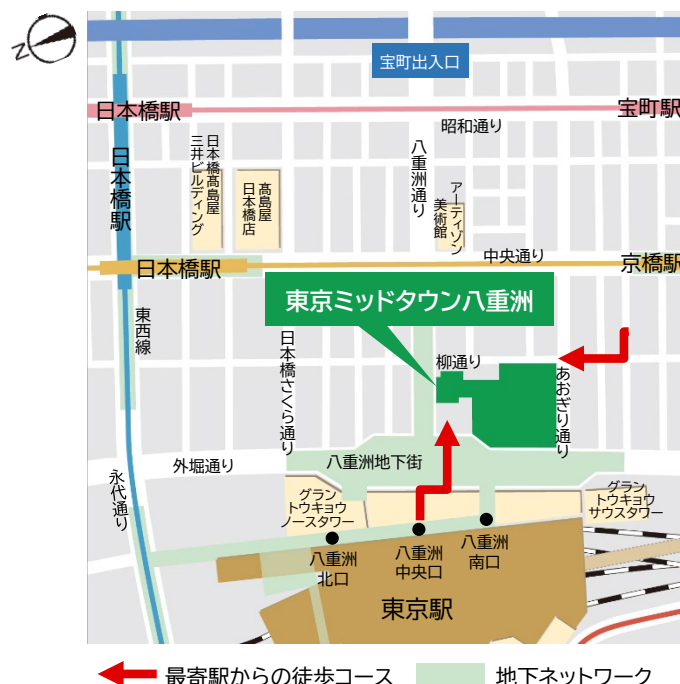 Z
宝町出入口
日本橋駅
宝町駅
昭和通り
日本橋駅
日本橋髙島屋
三井ビルディング
髙島屋
日本橋店
八重洲通り
アーティゾン
美術館
中央通り
日本橋駅
京橋駅
東京ミッドタウン八重洲
東西線
日本橋さくら通り
柳通り
あおぎり通り
外堀通り
八重洲地下街
永代通り
グラン
トウキョウ
ノースタワー
グラン
トウキョウ
サウスタワー
八重洲
北口
八重洲
中央口
八重洲
南口
東京駅
最寄駅からの徒歩コース
地下ネットワーク